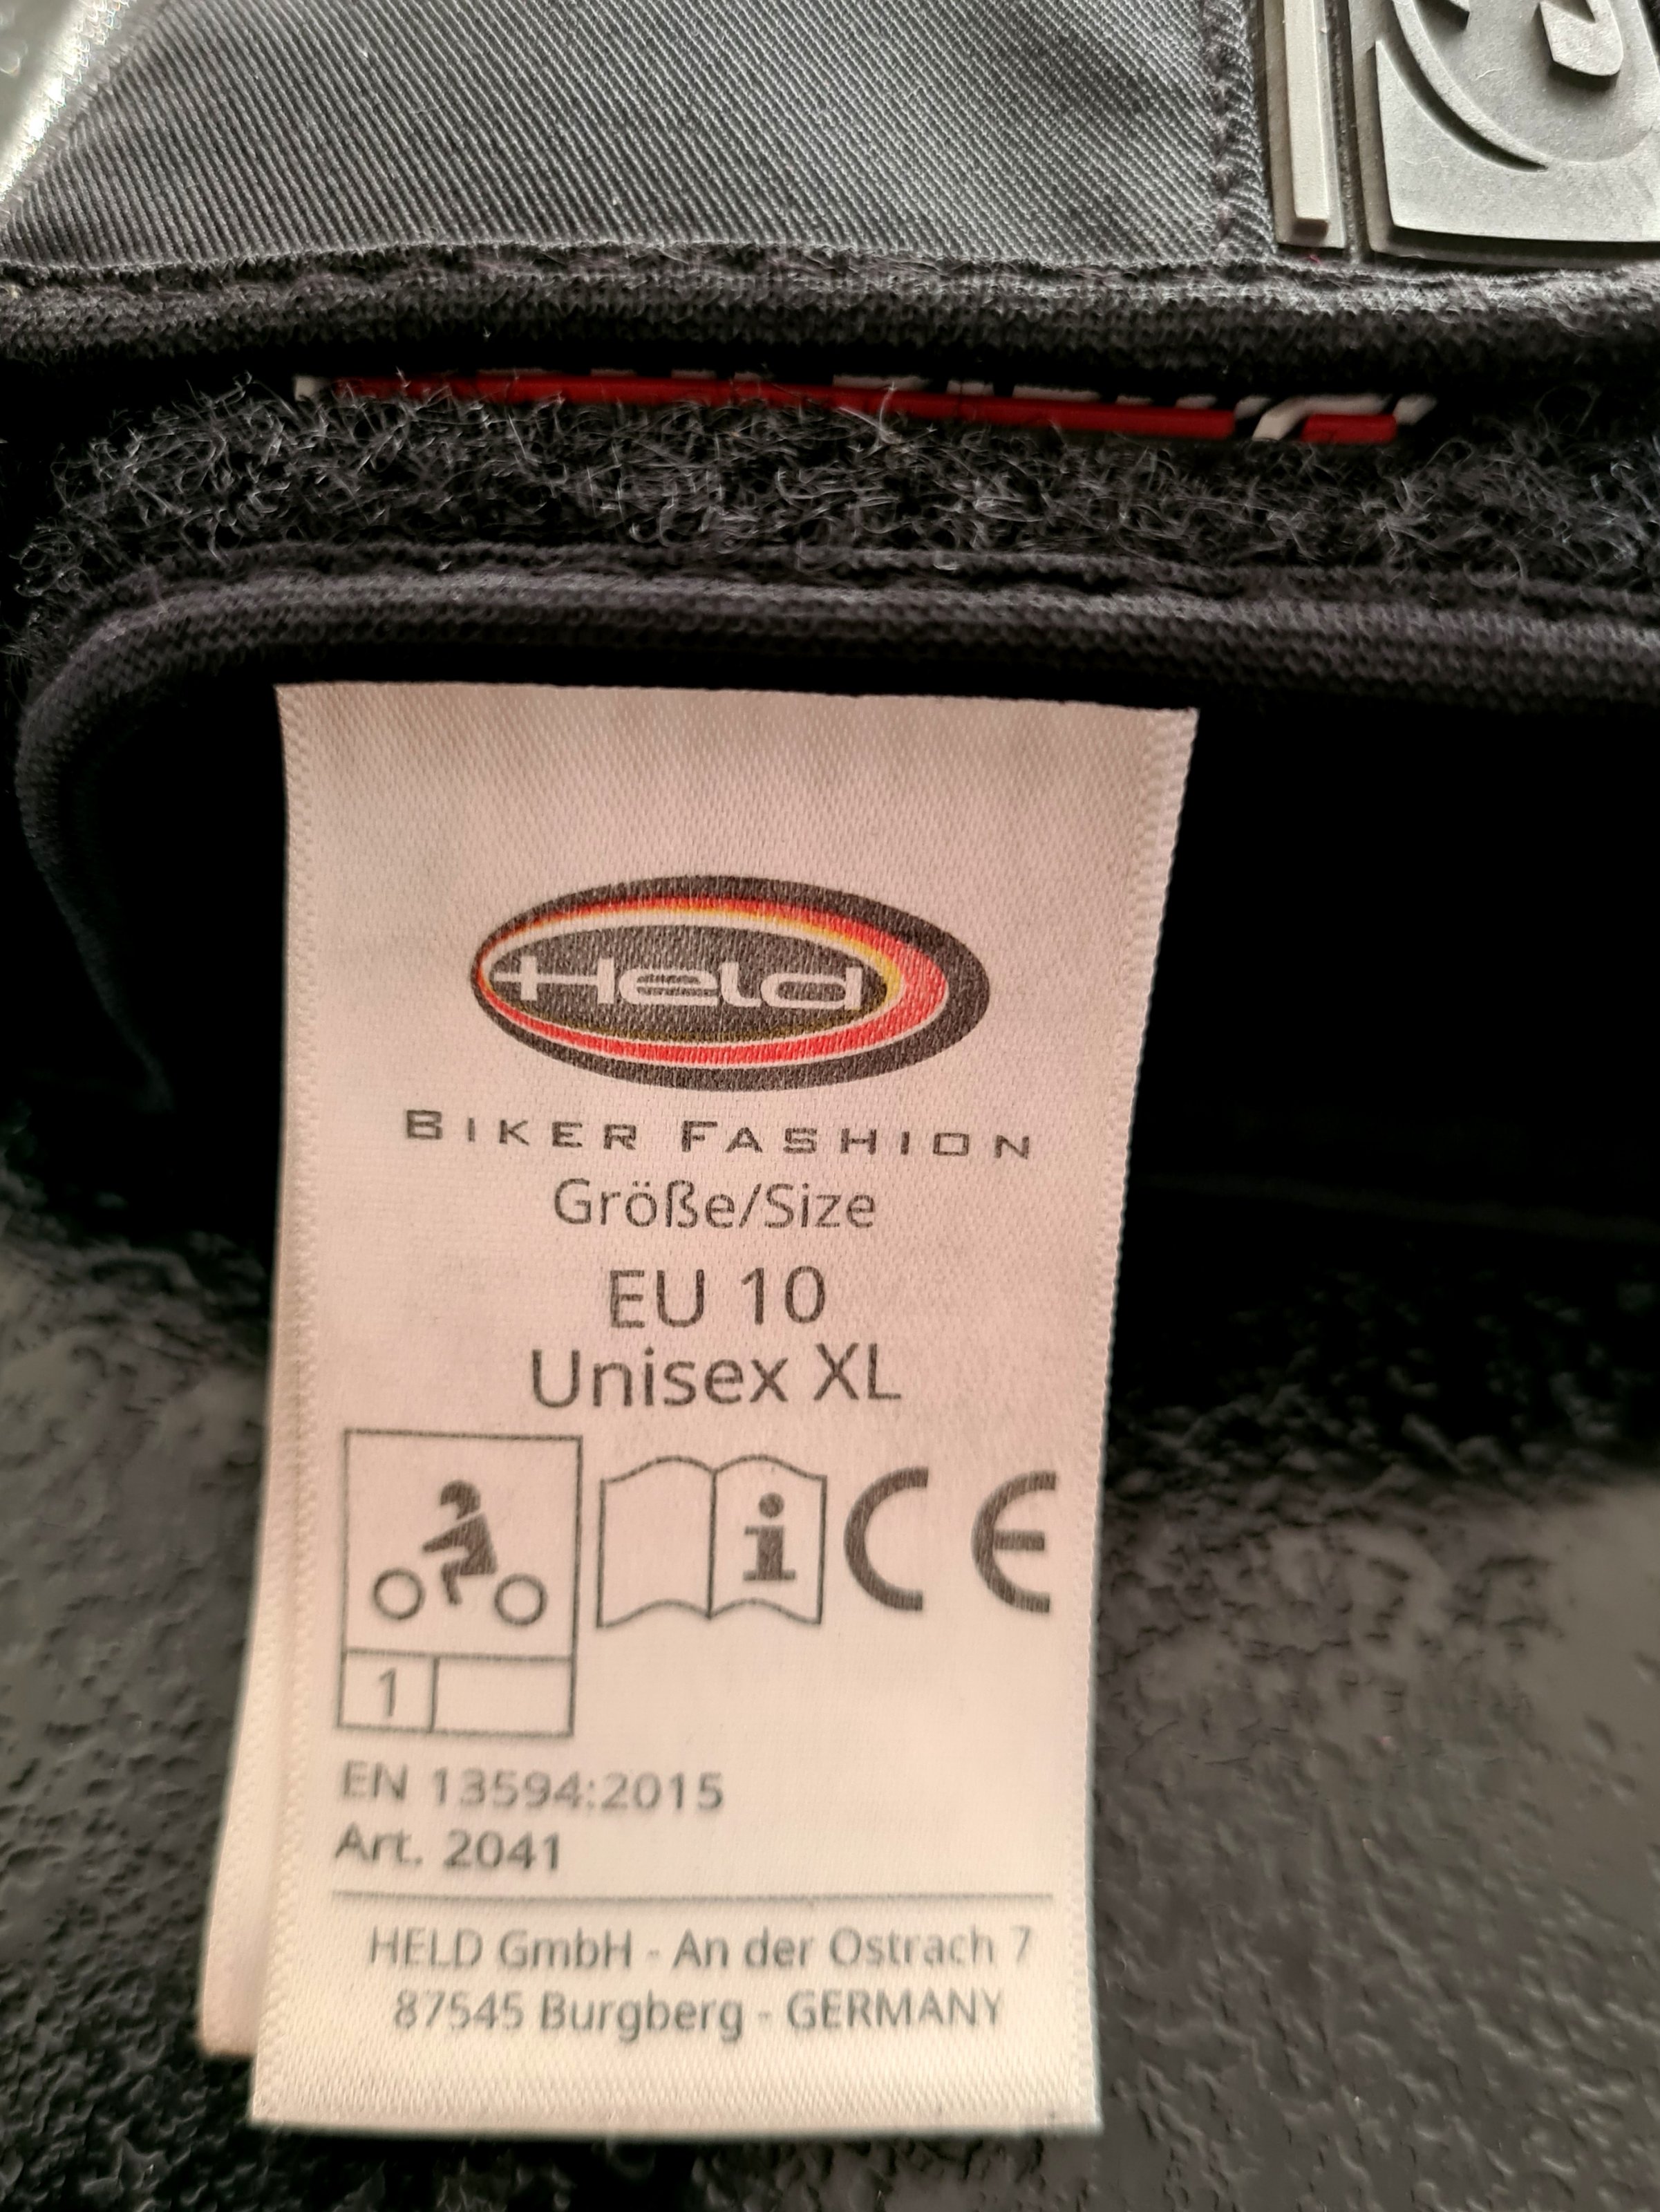 Held
BIKER FASHION
Größe/Size
EU 10
Unisex XL
i CE
1
EN 13594:2015
Art. 2041
HELD GmbH - An der Ostrach 7
87545 Burgberg - GERMANY